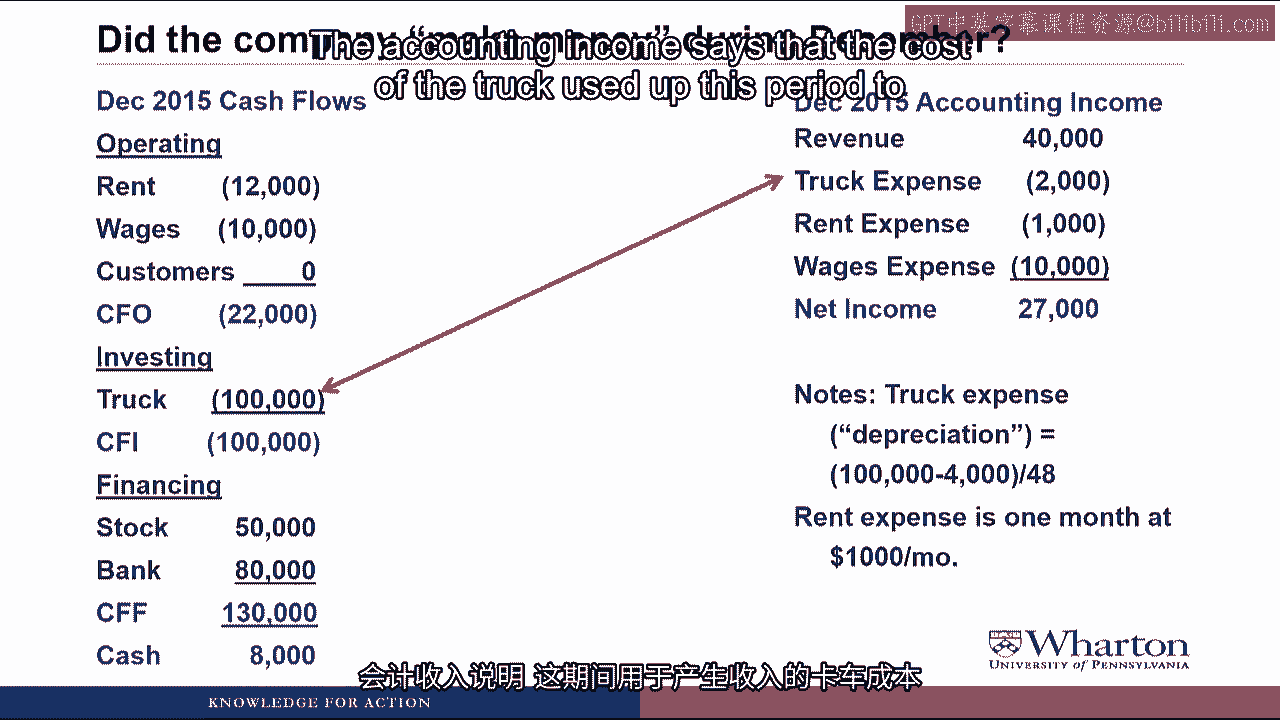 GPT中英字幕课程资源@bilibili.com
Did the company "make money" during December?
The accounting income says that the cost
of the truck used up this period to
Dec 2015 Cash Flows
Operating
Rent (12,000)
Wages (10,000)
Customers 0
CFO (22,000)
Investing
Truck (100,000)
CFI (100,000)
Financing
Stock 50,000
Bank 80,000
CFF 130,000
Cash 8,000
Dec 2015 Accounting Income
Revenue 40,000
Truck Expense (2,000)
Rent Expense (1,000)
Wages Expense (10,000)
Net Income 27,000
Notes: Truck expense
("depreciation") =
(100,000-4,000)/48
Rent expense is one month at
$1000/mo.
Wharton
UNIVERSITY of PENNSYLVANIA
会计收入说明 这期间用于产生收入的卡车成本
KNOWLEDGE FOR ACTION